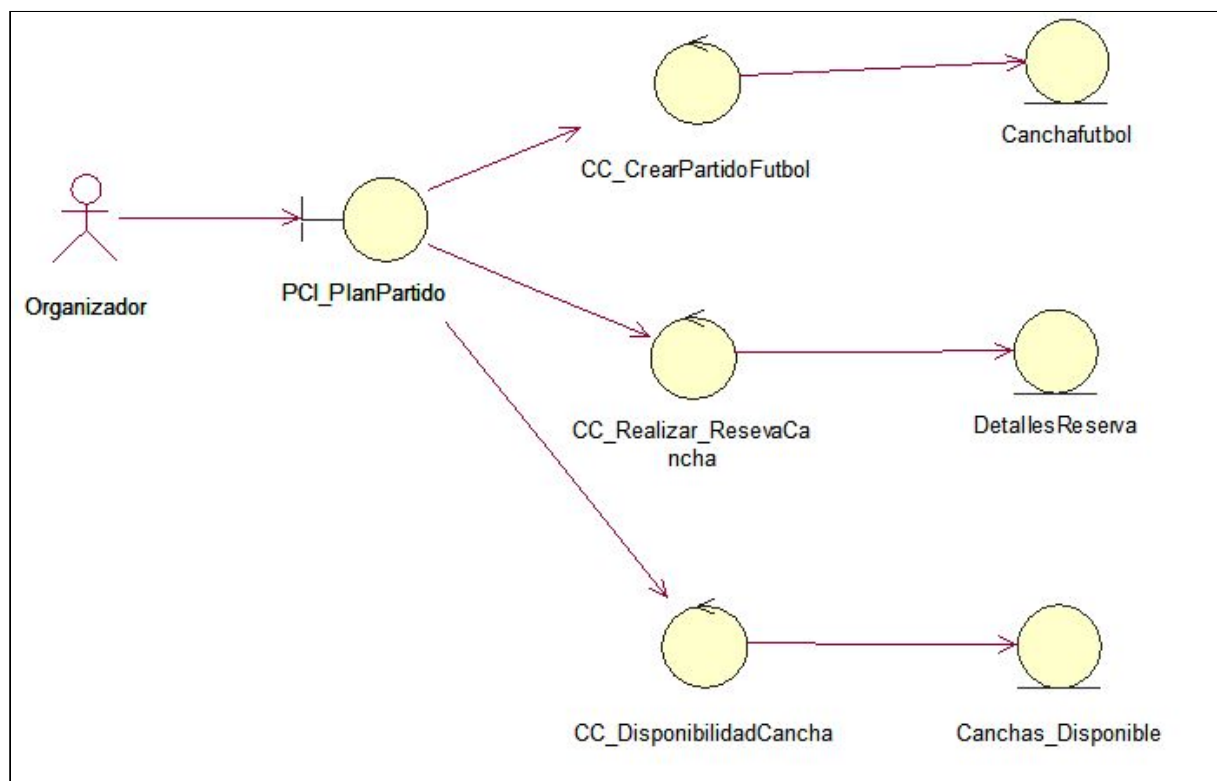 Canchafutbol
CC_CrearPartidoFutbol
PCI_PlanPartido
Organizador
CC_Realizar_ResevaCa
ncha
DetallesReserva
CC_DisponibilidadCancha
Canchas_Disponible